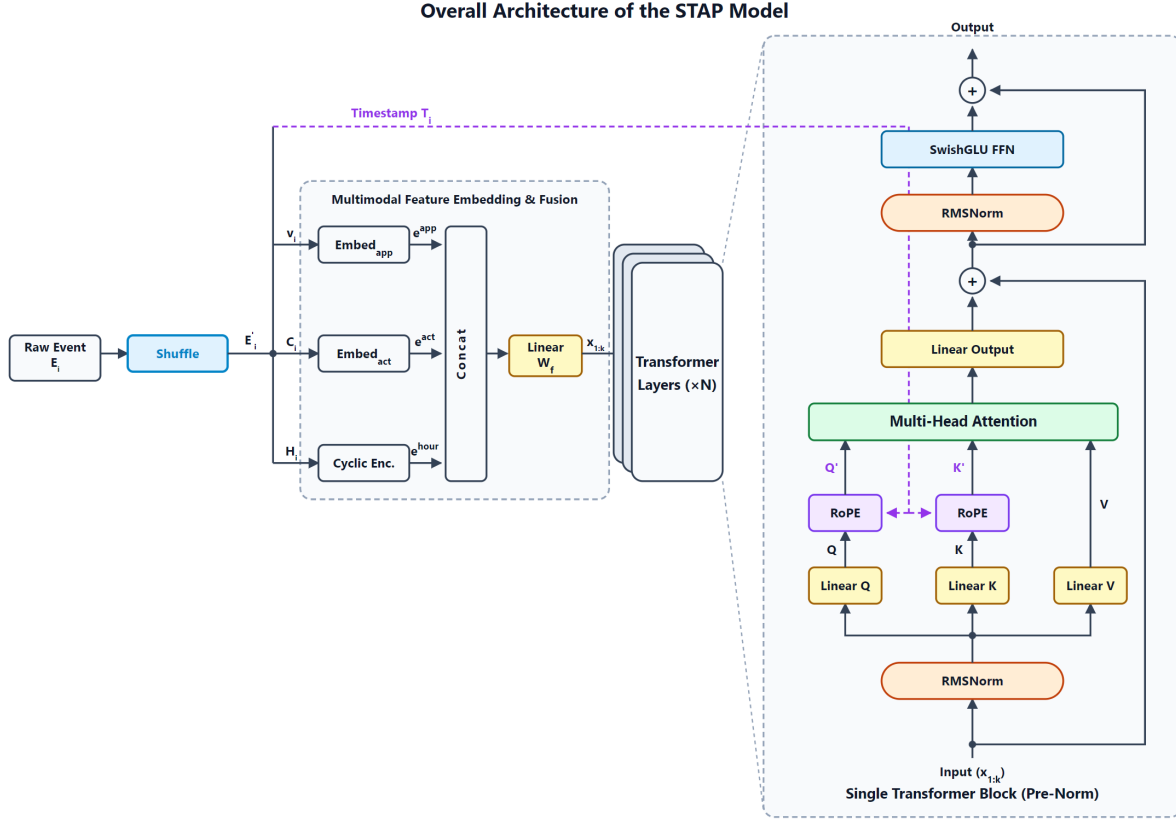 Overall Architecture of the STAP Model
Timestamp Ti
Multimodal Feature Embedding & Fusion
Raw Event
Ei
Shuffle
E'i
vi
Ci
Hi
Embedapp
Embedact
Cyclic Enc.
eapp
eact
ehour
Concat
Linear
Wf
x1:k
Transformer
Layers (×N)
Output
+
SwishGLU FFN
RMSNorm
+
Linear Output
Multi-Head Attention
Q'
K'
V
RoPE
RoPE
Q
K
Linear Q
Linear K
Linear V
RMSNorm
Input (x1:k)
Single Transformer Block (Pre-Norm)